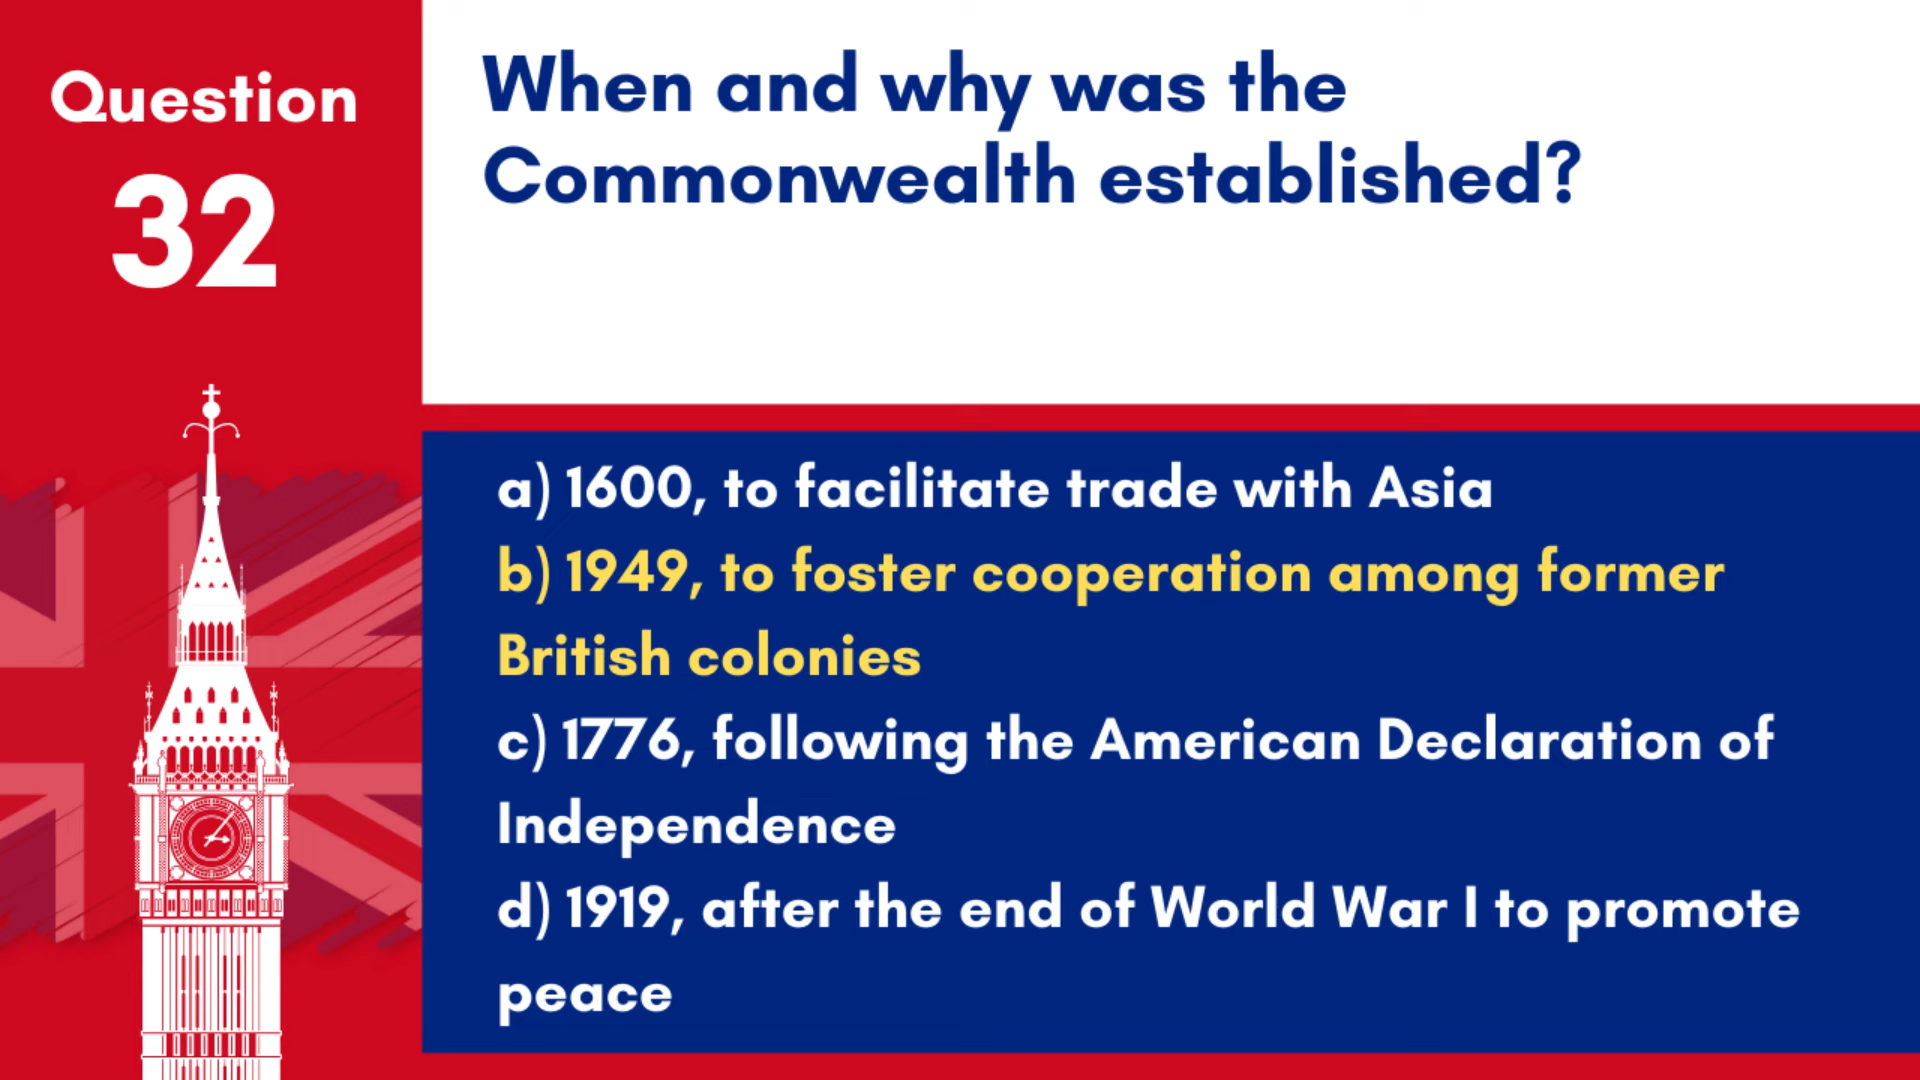 Question
32
When and why was the
Commonwealth established?
a) 1600, to facilitate trade with Asia
b) 1949, to foster cooperation among former
British colonies
c) 1776, following the American Declaration of
Independence
d) 1919, after the end of World War I to promote
peace